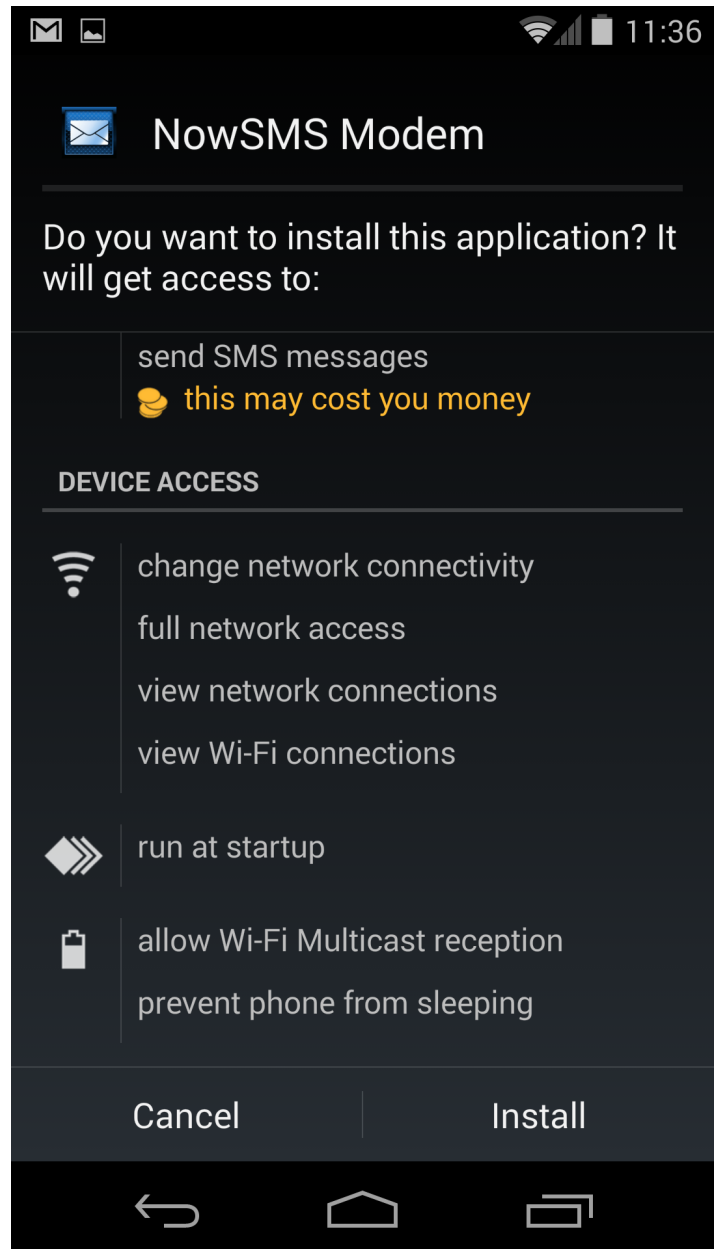 11:36
NowSMS Modem
Do you want to install this application? It
will get access to:
send SMS messages
this may cost you money
DEVICE ACCESS
change network connectivity
full network access
view network connections
view Wi-Fi connections
run at startup
allow Wi-Fi Multicast reception
prevent phone from sleeping
Cancel
Install